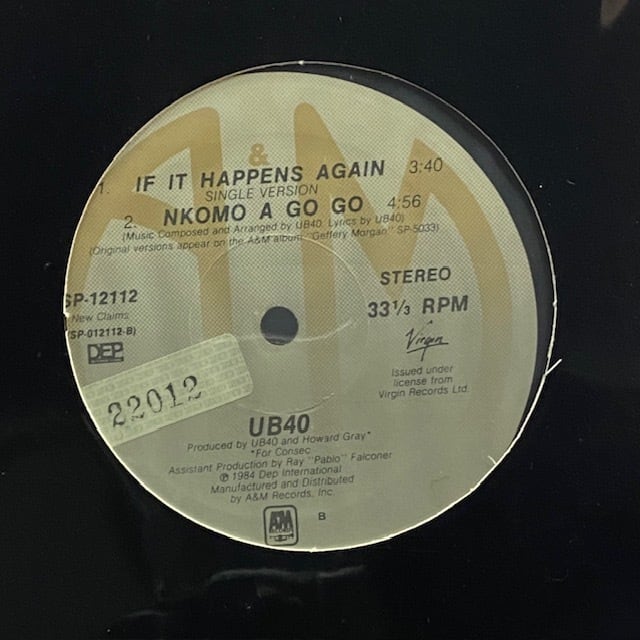 &
1. IF IT HAPPENS AGAIN 3:40
SINGLE VERSION
2. NKOMO A GO GO 4:56
(Music Composed and Arranged by UB40. Lyrics by UB40)
(Original versions appear on the A&M album "Geffery Morgan" SP-5033)
SP-12112
New Claims
(SP-012112-B)
DEP
STEREO
33 1/3 RPM
Virgin
Issued under
license from
Virgin Records Ltd.
22012
UB40
Produced by UB40 and Howard Gray*
*For Consec
Assistant Production by Ray "Pablo" Falconer
℗ 1984 Dep International
Manufactured and Distributed
by A&M Records, Inc.
A&M
B